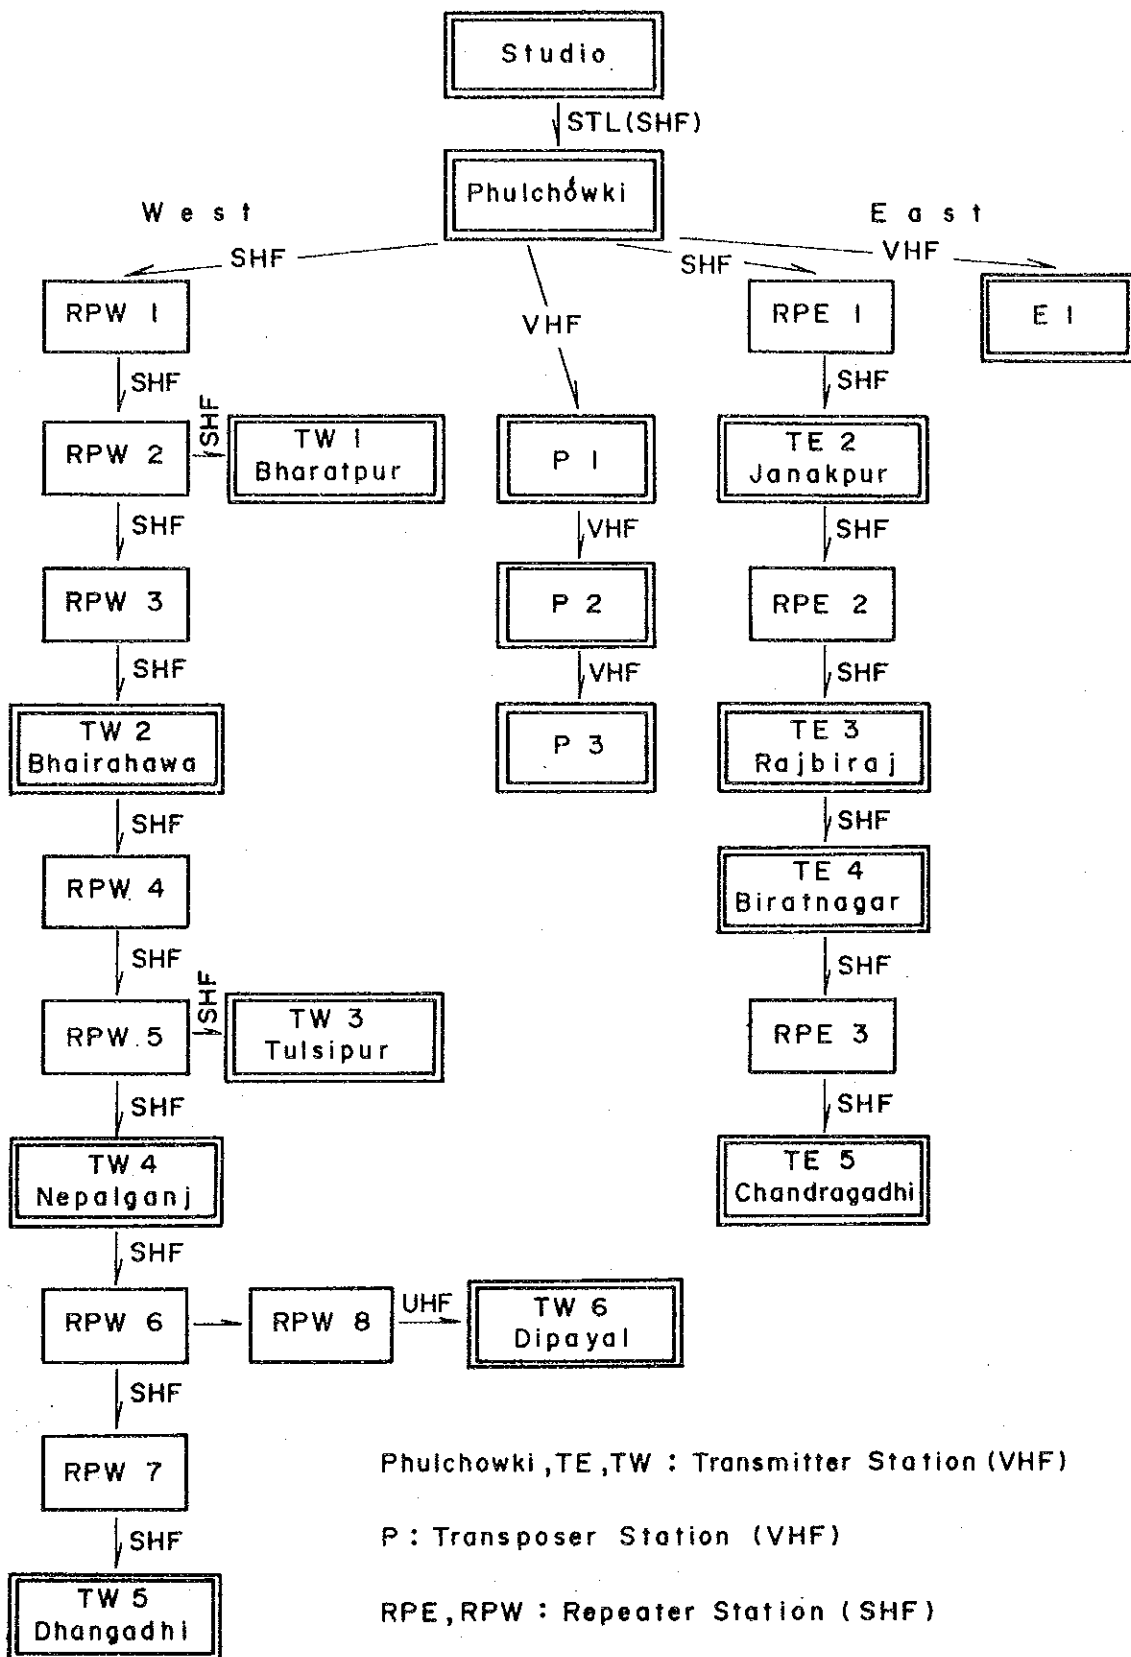 Studio
STL(SHF)
Phulchowki
West
East
SHF
VHF
SHF
VHF
RPW 1
RPE 1
E 1
SHF
SHF
RPW 2
SHF
TW 1
Bharatpur
P 1
TE 2
Janakpur
SHF
VHF
SHF
RPW 3
P 2
RPE 2
SHF
VHF
SHF
TW 2
Bhairahawa
P 3
TE 3
Rajbiraj
SHF
SHF
RPW 4
TE 4
Biratnagar
SHF
SHF
RPW 5
SHF
TW 3
Tulsipur
RPE 3
SHF
SHF
TW 4
Nepalganj
TE 5
Chandragadhi
SHF
RPW 6
RPW 8
UHF
TW 6
Dipayal
SHF
RPW 7
Phulchowki, TE, TW : Transmitter Station (VHF)
P : Transposer Station (VHF)
SHF
TW 5
Dhangadhi
RPE, RPW : Repeater Station (SHF)